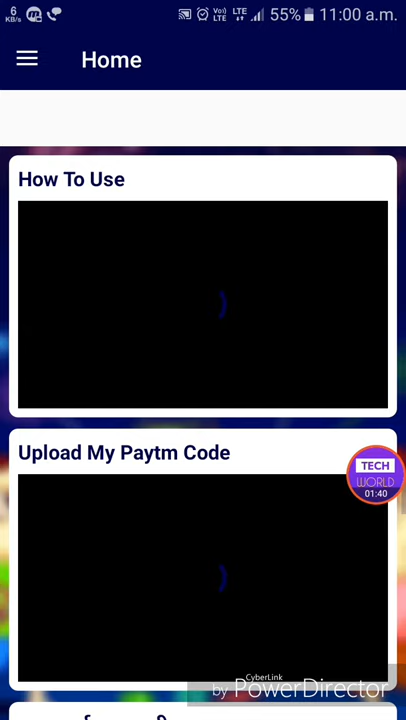 6
KB/s
Vo))
LTE
LTE
55%
11:00 a.m.
Home
How To Use
Upload My Paytm Code
TECH
WORLD
01:40
CyberLink
by PowerDirector